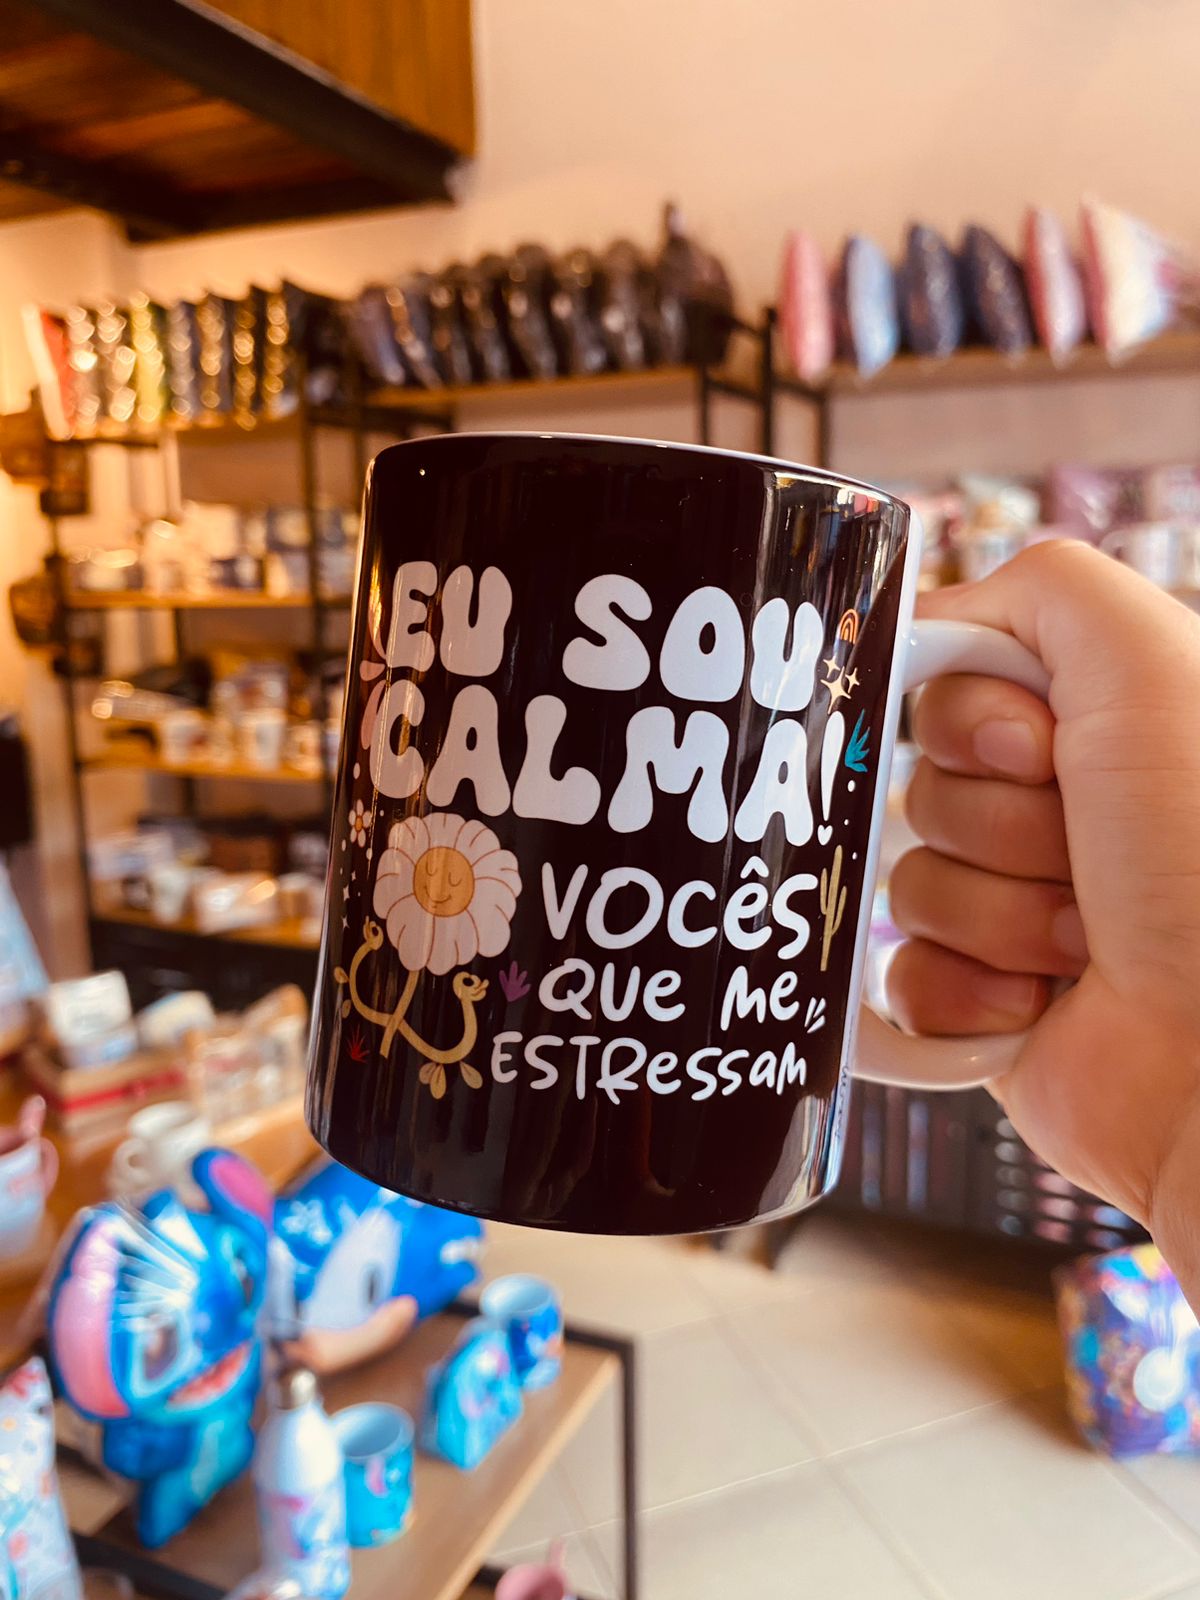 EU SOU
CALMA!
VOCÊS
QUE ME
ESTRESSAM